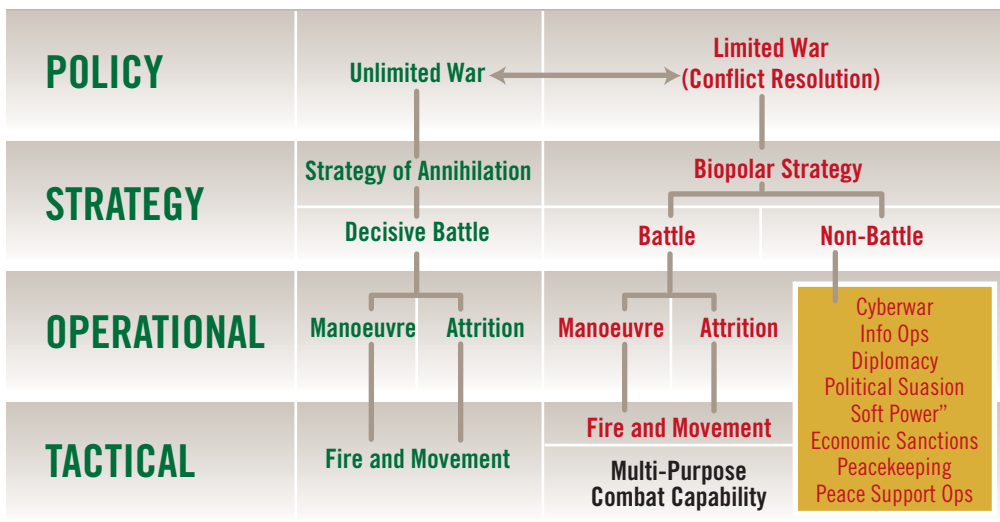 POLICY
Unlimited War
Limited War
(Conflict Resolution)
STRATEGY
Strategy of Annihilation
Biopolar Strategy
Decisive Battle
Battle
Non-Battle
OPERATIONAL
Manoeuvre
Attrition
Manoeuvre
Attrition
Cyberwar
Info Ops
Diplomacy
Political Suasion
Soft Power”
Economic Sanctions
Peacekeeping
Peace Support Ops
TACTICAL
Fire and Movement
Fire and Movement
Multi-Purpose
Combat Capability